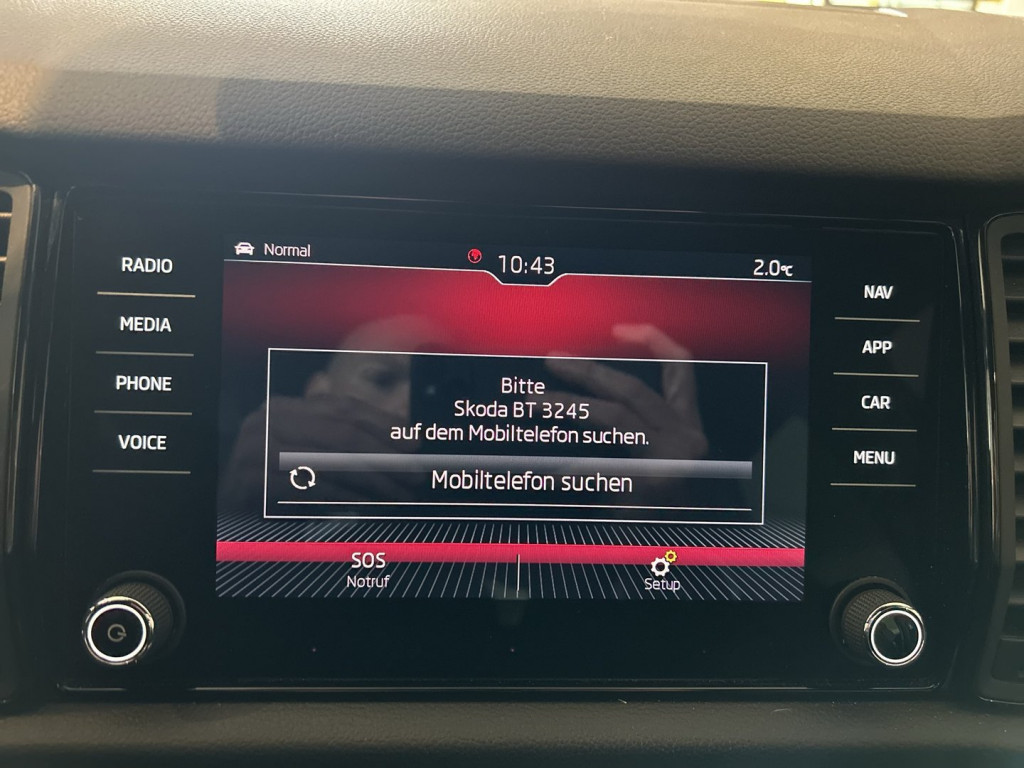 Normal
10:43
2.0°C
RADIO
MEDIA
PHONE
VOICE
NAV
APP
CAR
MENU
Bitte
Skoda BT 3245
auf dem Mobiltelefon suchen.
Mobiltelefon suchen
SOS
Notruf
Setup